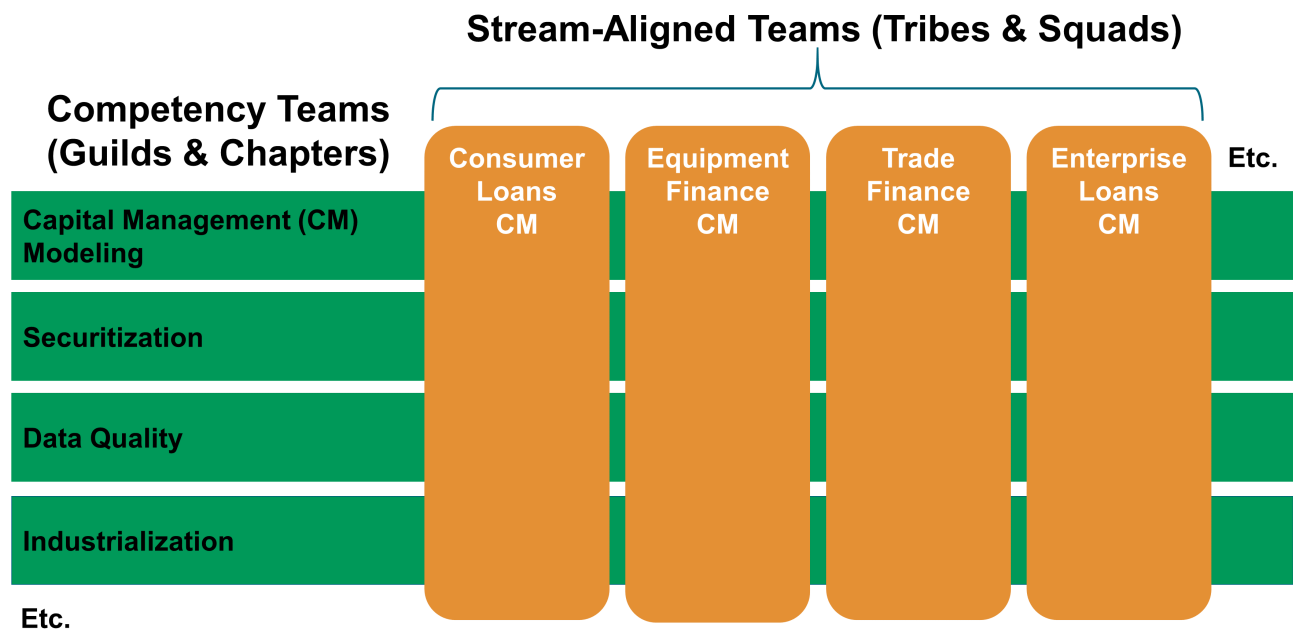 Stream-Aligned Teams (Tribes & Squads)
Competency Teams
(Guilds & Chapters)
Consumer
Loans
CM
Equipment
Finance
CM
Trade
Finance
CM
Enterprise
Loans
CM
Etc.
Capital Management (CM)
Modeling
Securitization
Data Quality
Industrialization
Etc.